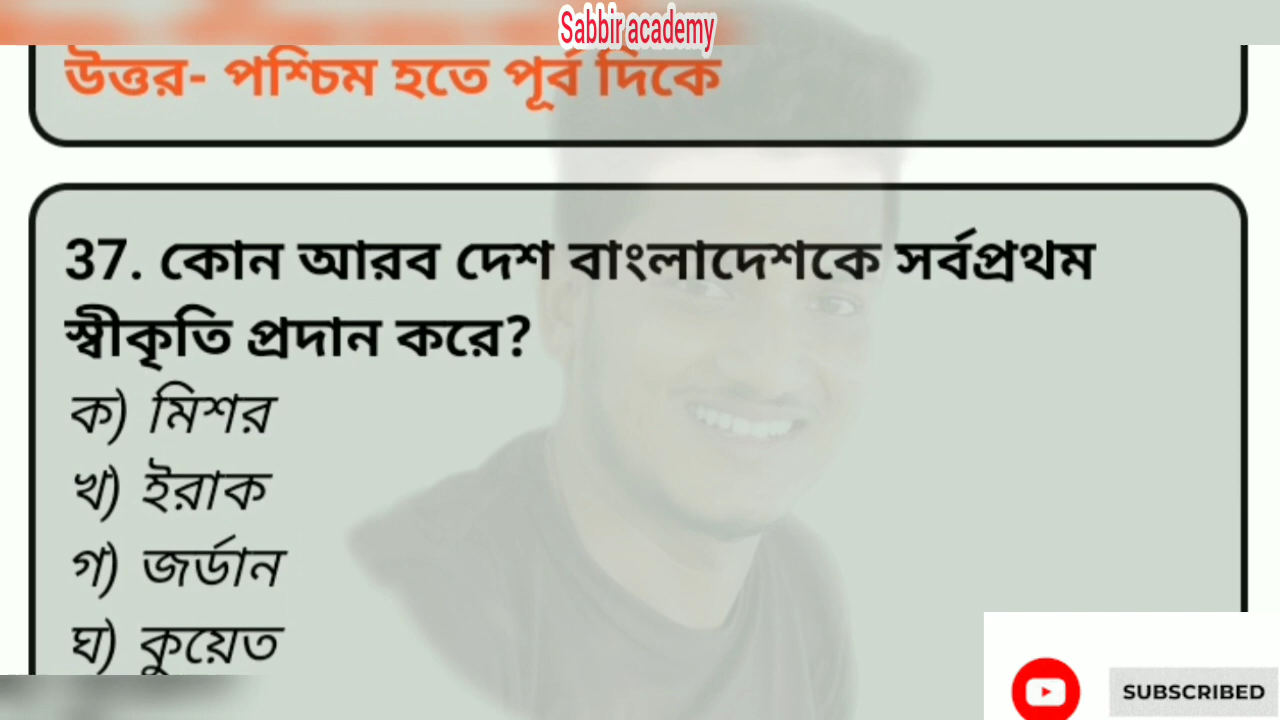 Sabbir academy
উত্তর- পশ্চিম হতে পূর্ব দিকে
37. কোন আরব দেশ বাংলাদেশকে সর্বপ্রথম
স্বীকৃতি প্রদান করে?
ক) মিশর
খ) ইরাক
গ) জর্ডান
ঘ) কুয়েত
SUBSCRIBED